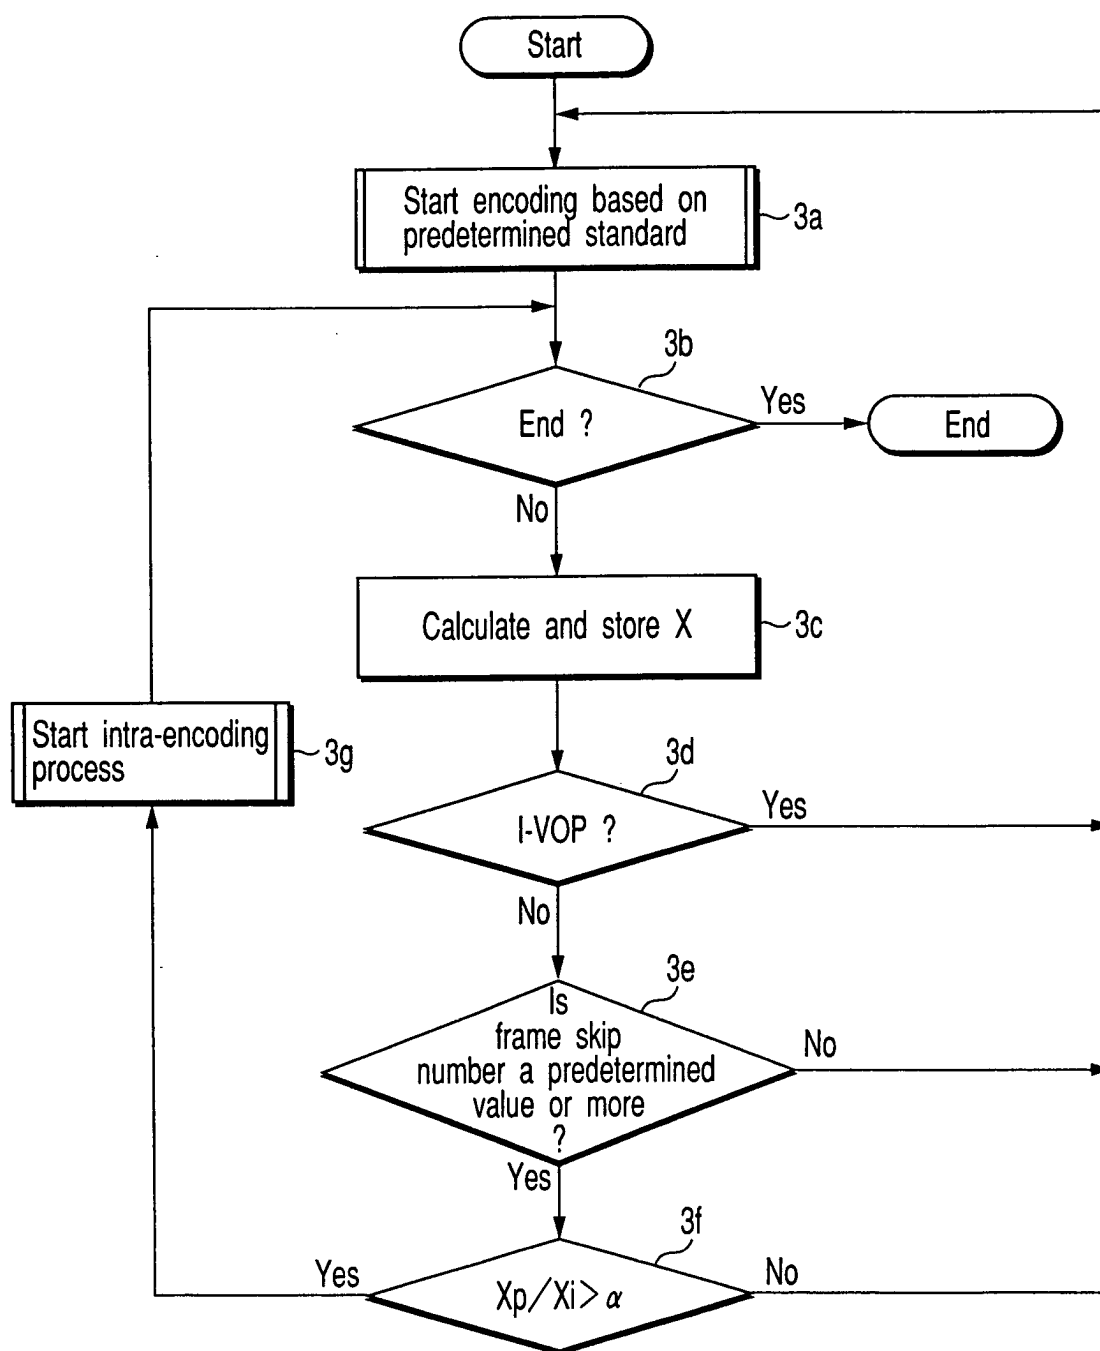 Start
Start encoding based on
predetermined standard
3a
3b
End ?
Yes
End
No
Calculate and store X
3c
Start intra-encoding
process
3g
3d
I-VOP ?
Yes
No
3e
Is
frame skip
number a predetermined
value or more
?
No
Yes
3f
Yes
Xp/Xi>α
No